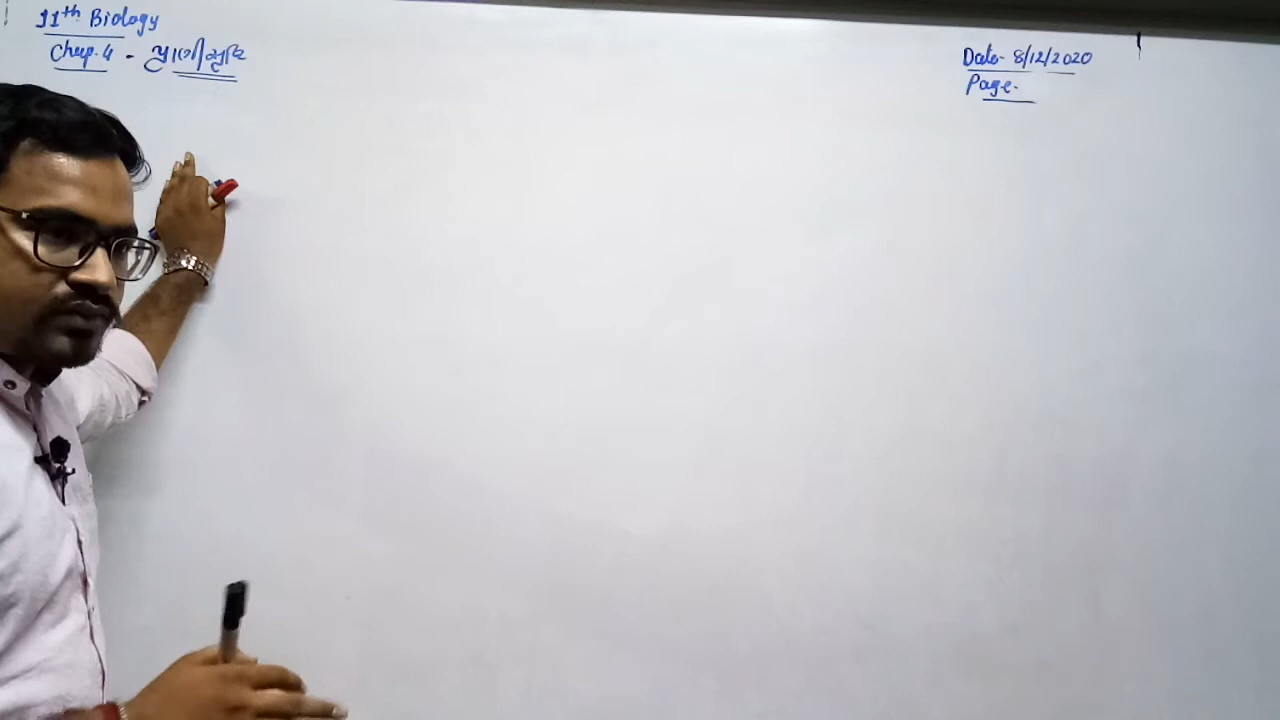 11th Biology
Chap. 4 - પ્રાણીસૃષ્ટિ
Date- 8/12/2020
Page-